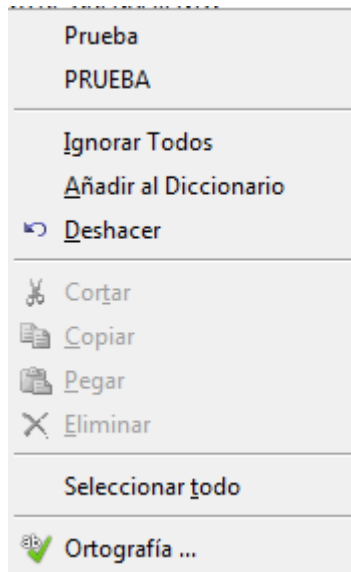 Prueba
PRUEBA
Ignorar Todos
Añadir al Diccionario
Deshacer
Cortar
Copiar
Pegar
Eliminar
Seleccionar todo
Ortografía ...